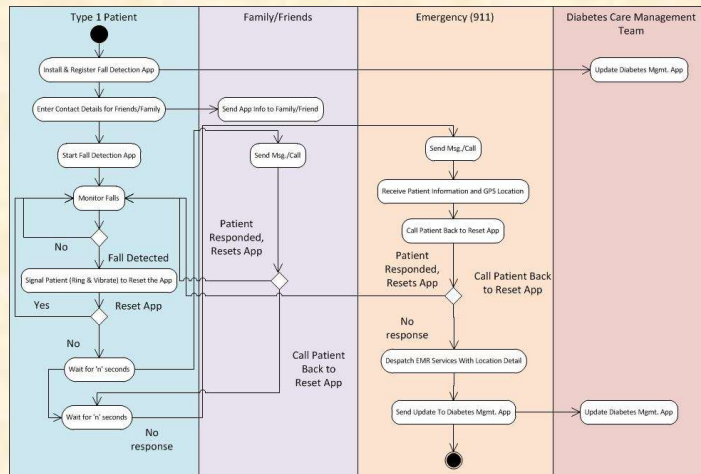 Type 1 Patient
Family/Friends
Emergency (911)
Diabetes Care Management
Team
Install & Register Fall Detection App
Update Diabetes Mgmt. App
Enter Contact Details for Friends/Family
Send App Info to Family/Friend
Start Fall Detection App
Send Msg./Call
Send Msg./Call
Monitor Falls
Receive Patient Information and GPS Location
Call Patient Back to Reset App
No
Fall Detected
Patient
Responded,
Resets App
Patient
Responded,
Resets App
Call Patient Back
to Reset App
Signal Patient (Ring & Vibrate) to Reset the App
Yes
Reset App
No
No
response
Wait for 'n' seconds
Call Patient
Back to
Reset App
Despatch EMR Services With Location Detail
Wait for 'n' seconds
No
response
Send Update To Diabetes Mgmt. App
Update Diabetes Mgmt. App